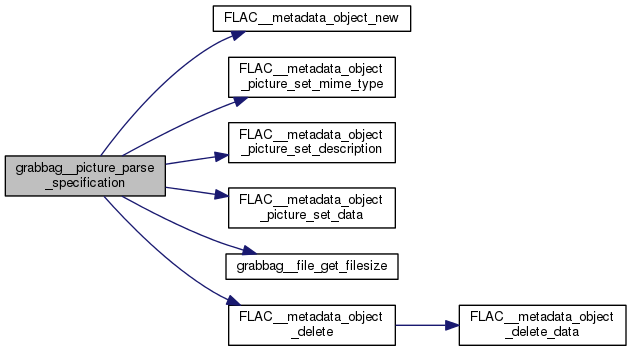 FLAC__metadata_object_new
FLAC__metadata_object
_picture_set_mime_type
FLAC__metadata_object
_picture_set_description
grabbag__picture_parse
_specification
FLAC__metadata_object
_picture_set_data
grabbag__file_get_filesize
FLAC__metadata_object
_delete
FLAC__metadata_object
_delete_data